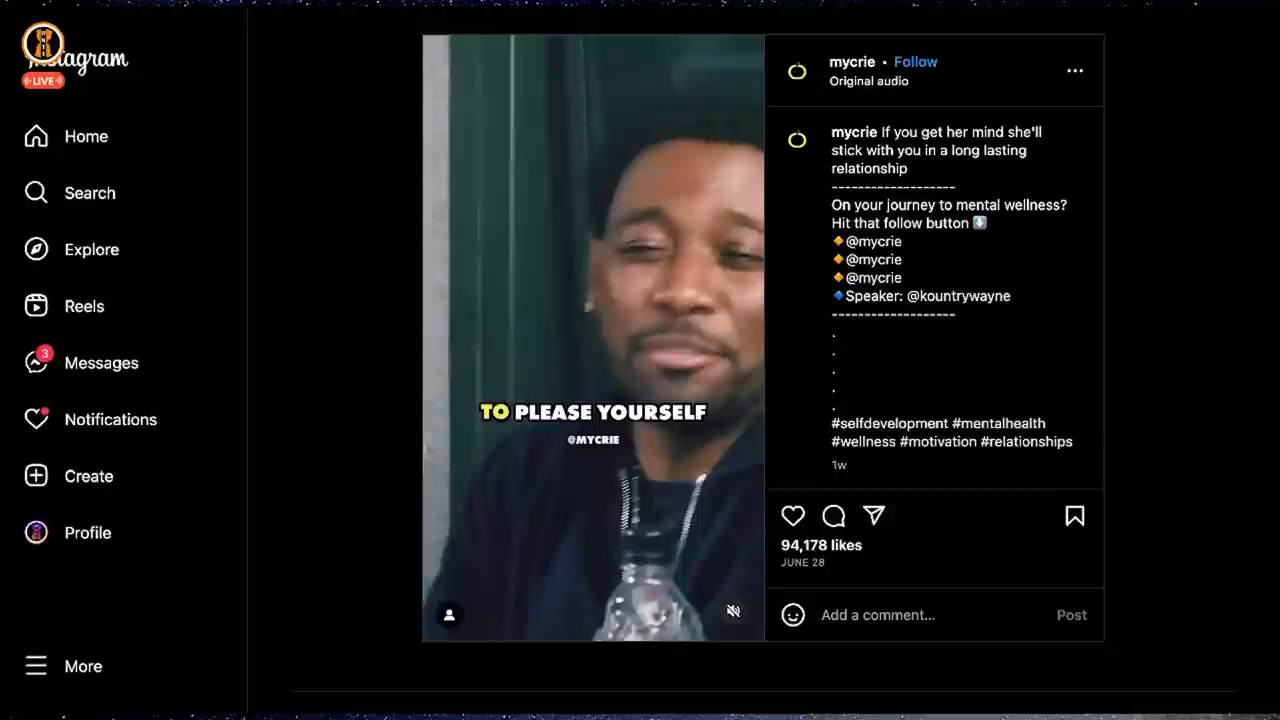 Instagram
LIVE
Home
Search
Explore
Reels
3
Messages
Notifications
Create
Profile
More
TO PLEASE YOURSELF
@MYCRIE
mycrie • Follow
Original audio
mycrie If you get her mind she'll
stick with you in a long lasting
relationship
-------------------
On your journey to mental wellness?
Hit that follow button ⬇️
🔸@mycrie
🔸@mycrie
🔸@mycrie
🔹Speaker: @kountrywayne
-------------------
.
.
.
.
.
#selfdevelopment #mentalhealth
#wellness #motivation #relationships
1w
94,178 likes
JUNE 28
Add a comment...
Post